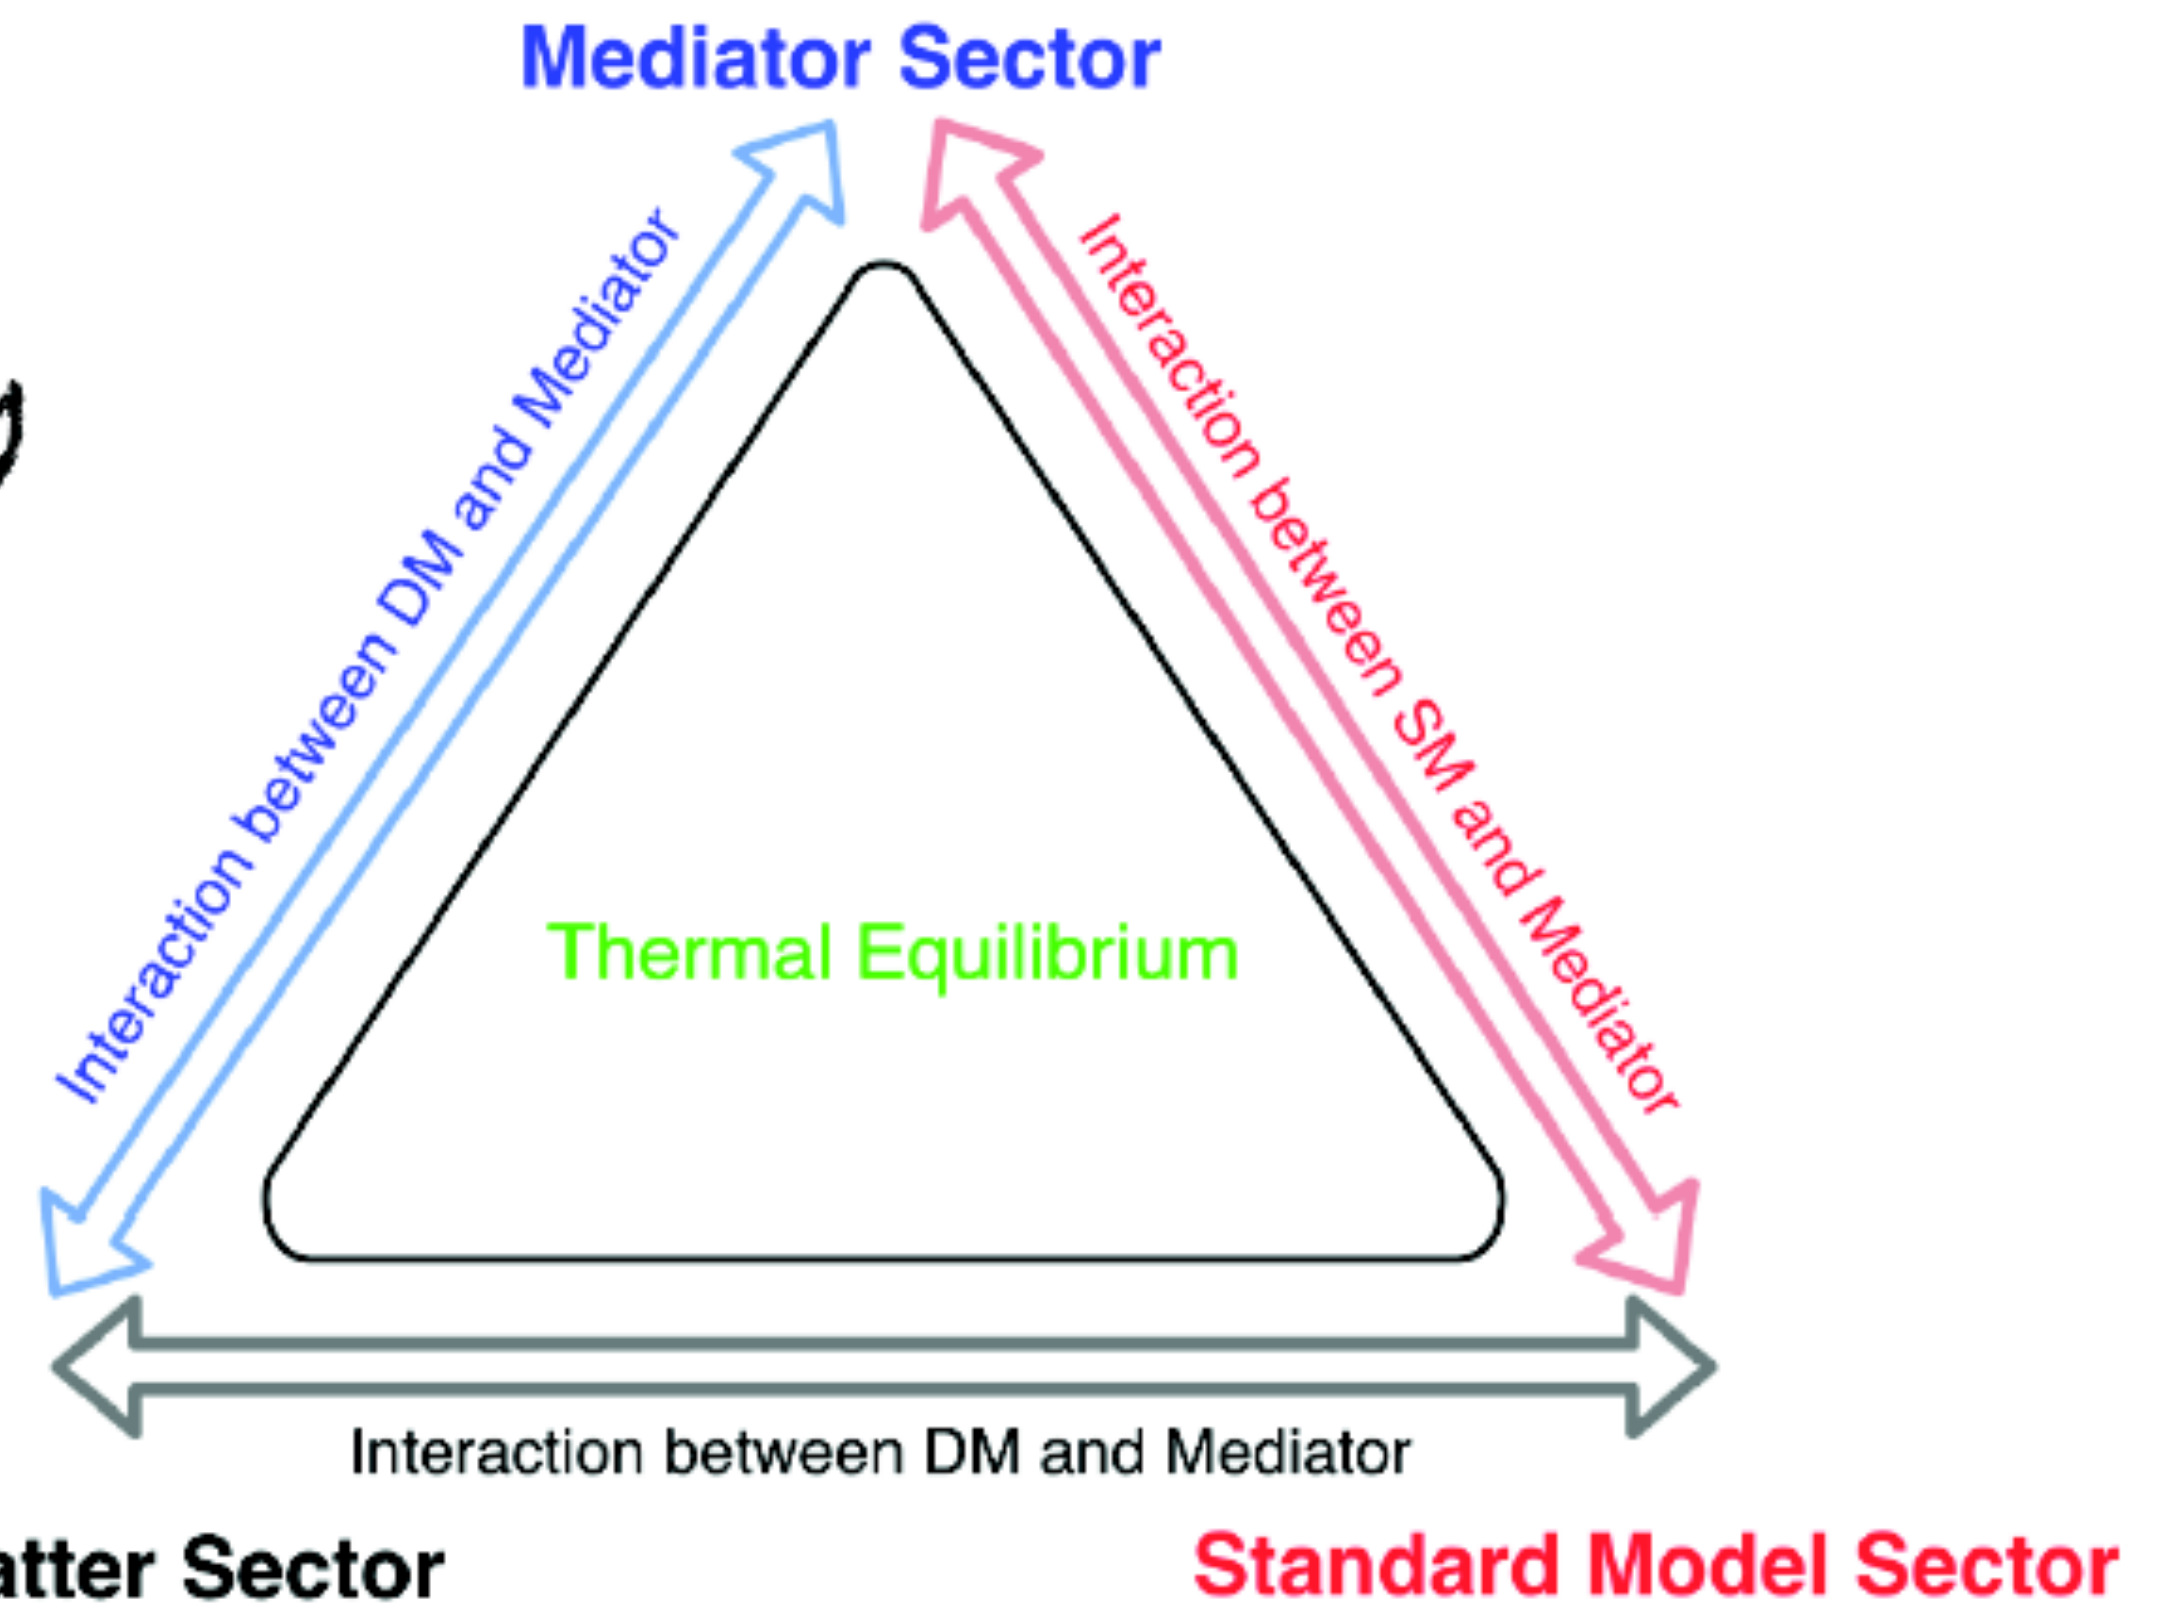 Mediator Sector
Interaction between DM and Mediator
Interaction between SM and Mediator
Thermal Equilibrium
Interaction between DM and Mediator
atter Sector
Standard Model Sector